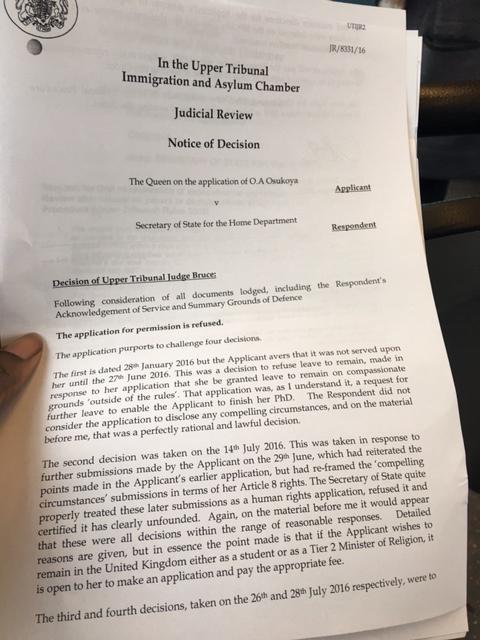 UTIJR2
JR/8331/16
In the Upper Tribunal
Immigration and Asylum Chamber
Judicial Review
Notice of Decision
The Queen on the application of O.A Osukoya
Applicant
v
Secretary of State for the Home Department
Respondent
Decision of Upper Tribunal Judge Bruce:
Following consideration of all documents lodged, including the Respondent's
Acknowledgement of Service and Summary Grounds of Defence
The application for permission is refused.
The application purports to challenge four decisions.
The first is dated 28th January 2016 but the Applicant avers that it was not served upon
her until the 27th June 2016. This was a decision to refuse leave to remain, made in
response to her application that she be granted leave to remain on compassionate
grounds 'outside of the rules'. That application was, as I understand it, a request for
further leave to enable the Applicant to finish her PhD. The Respondent did not
consider the application to disclose any compelling circumstances, and on the material
before me, that was a perfectly rational and lawful decision.
The second decision was taken on the 14th July 2016. This was taken in response to
further submissions made by the Applicant on the 29th June, which had reiterated the
points made in the Applicant's earlier application, but had re-framed the 'compelling
circumstances' submissions in terms of her Article 8 rights. The Secretary of State quite
properly treated these later submissions as a human rights application, refused it and
certified it has clearly unfounded. Again, on the material before me it would appear
that these were all decisions within the range of reasonable responses. Detailed
reasons are given, but in essence the point made is that if the Applicant wishes to
remain in the United Kingdom either as a student or as a Tier 2 Minister of Religion, it
is open to her to make an application and pay the appropriate fee.
The third and fourth decisions, taken on the 26th and 28th July 2016 respectively, were to